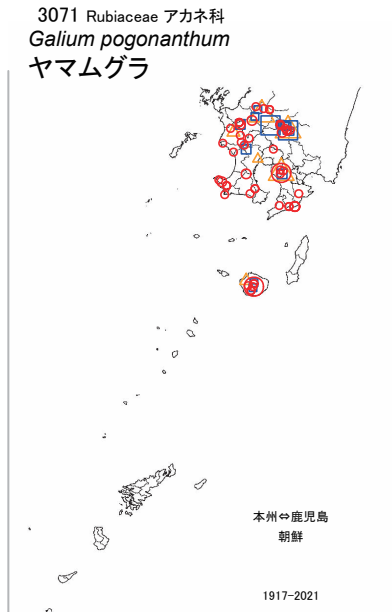 3071 Rubiaceae アカネ科
Galium pogonanthum
ヤマムグラ
本州⇔鹿児島
朝鮮
1917-2021